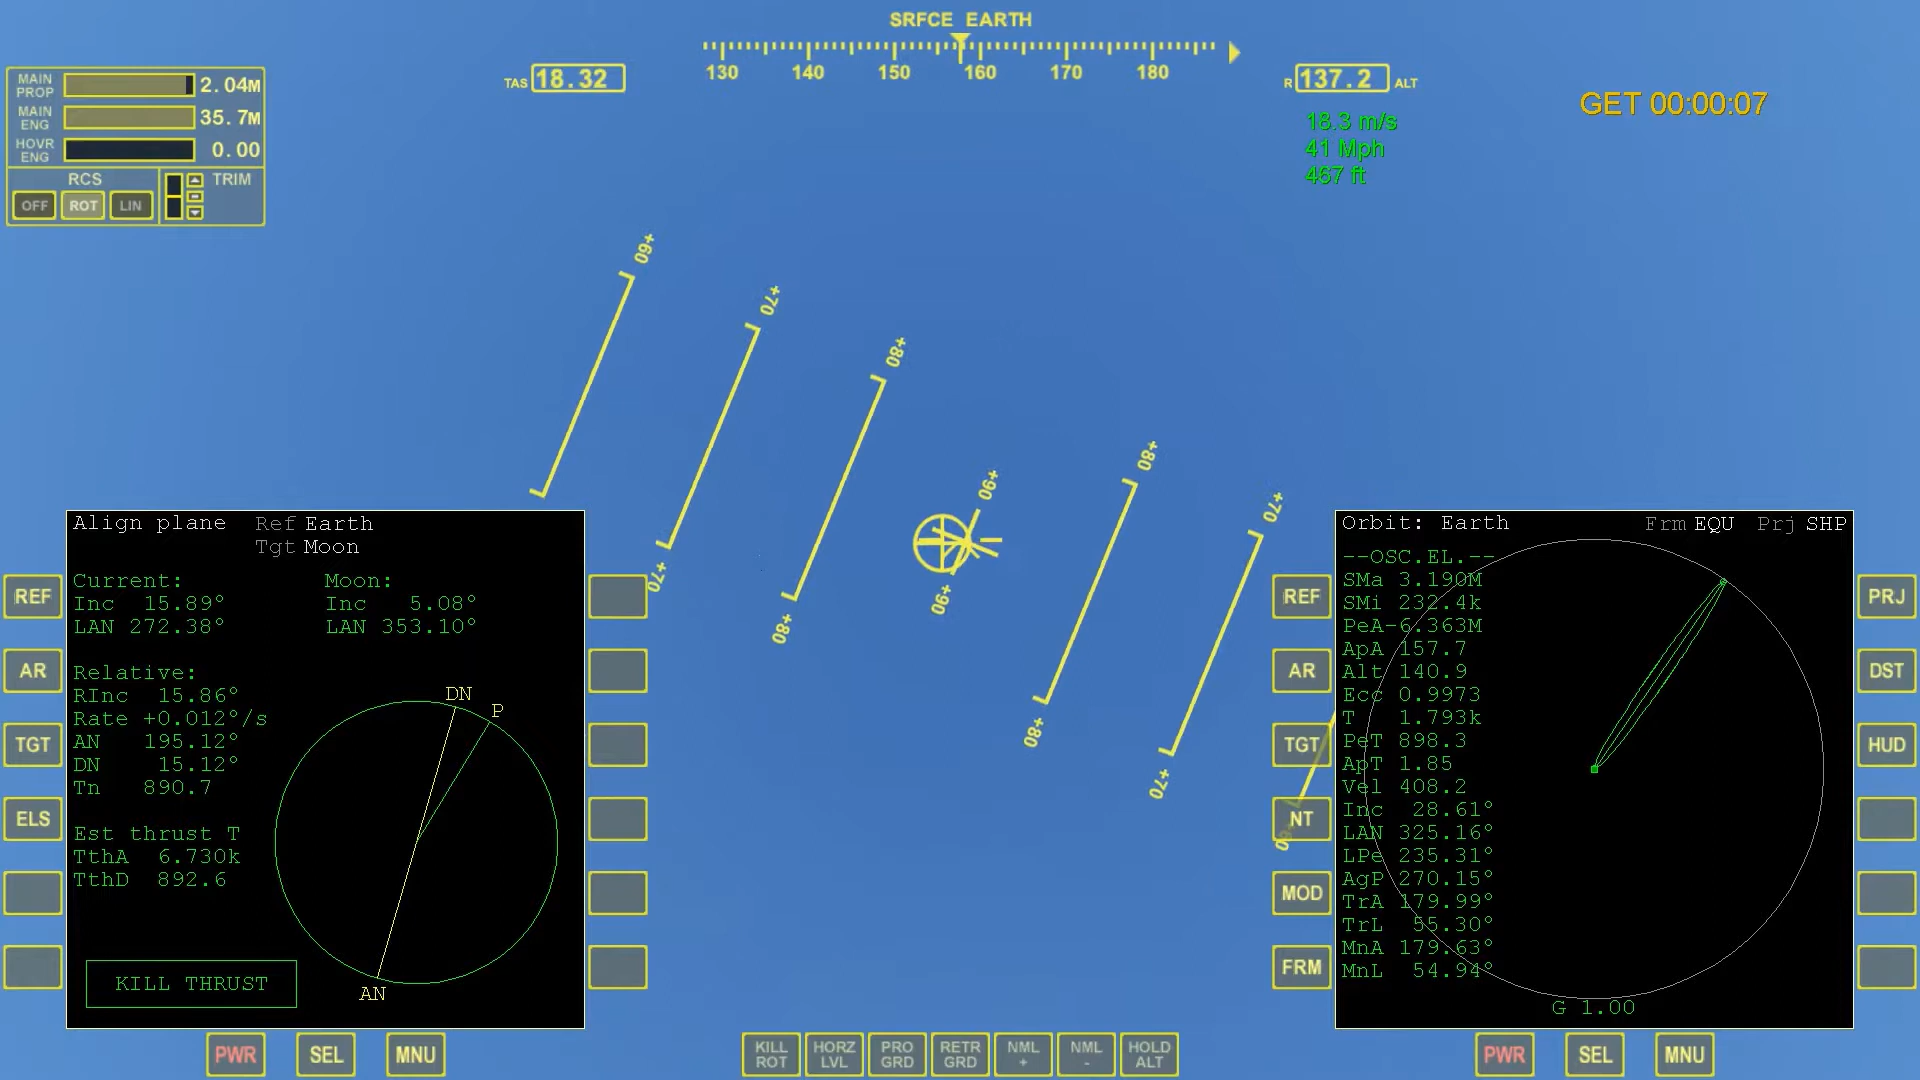 SRFCE EARTH
130 140 150 160 170 180
TAS 18.32
R 137.2 ALT
18.3 m/s
41 Mph
467 ft
GET 00:00:07
MAIN PROP 2.04M
MAIN ENG 35.7M
HOVR ENG 0.00
RCS TRIM
OFF ROT LIN
+60
+70
+80
+90
+80
+70
+70
+80
+90
+80
+70
Align plane Ref Earth
Tgt Moon
Current: Moon:
Inc 15.89° Inc 5.08°
LAN 272.38° LAN 353.10°
Relative:
RInc 15.86°
Rate +0.012°/s
AN 195.12°
DN 15.12°
Tn 890.7
Est thrust T
TthA 6.730k
TthD 892.6
KILL THRUST
DN
P
AN
REF
AR
TGT
ELS
PWR SEL MNU
KILL ROT
HORZ LVL
PRO GRD
RETR GRD
NML +
NML -
HOLD ALT
Orbit: Earth Frm EQU Prj SHP
--OSC.EL.--
SMa 3.190M
SMi 232.4k
PeA-6.363M
ApA 157.7
Alt 140.9
Ecc 0.9973
T 1.793k
PeT 898.3
ApT 1.85
Vel 408.2
Inc 28.61°
LAN 325.16°
LPe 235.31°
AgP 270.15°
TrA 179.99°
TrL 55.30°
MnA 179.63°
MnL 54.94°
G 1.00
REF
AR
TGT
NT
MOD
FRM
PRJ
DST
HUD
PWR SEL MNU